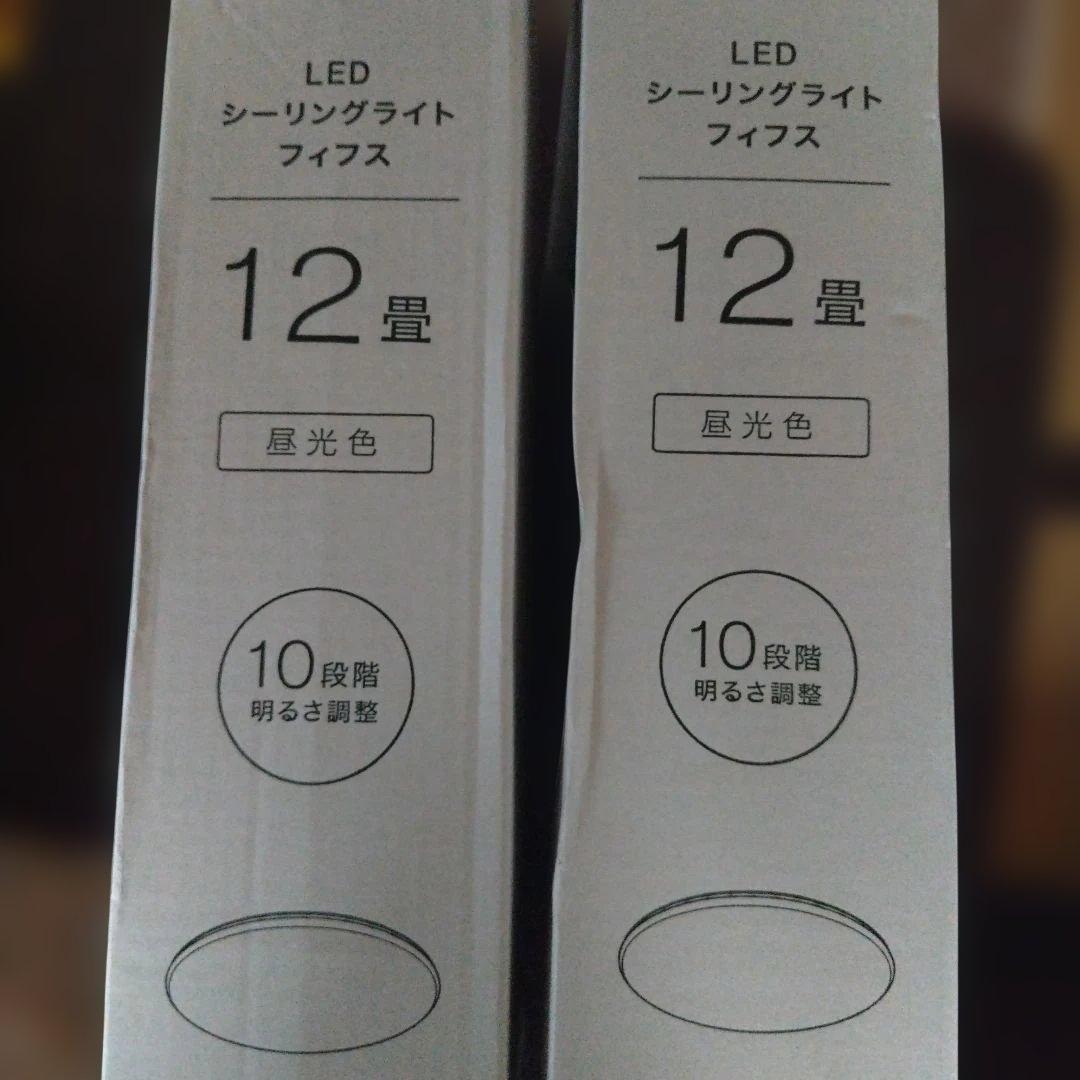 LED
シーリングライト
フィフス
12畳
昼光色
10段階
明るさ調整
LED
シーリングライト
フィフス
12畳
昼光色
10段階
明るさ調整